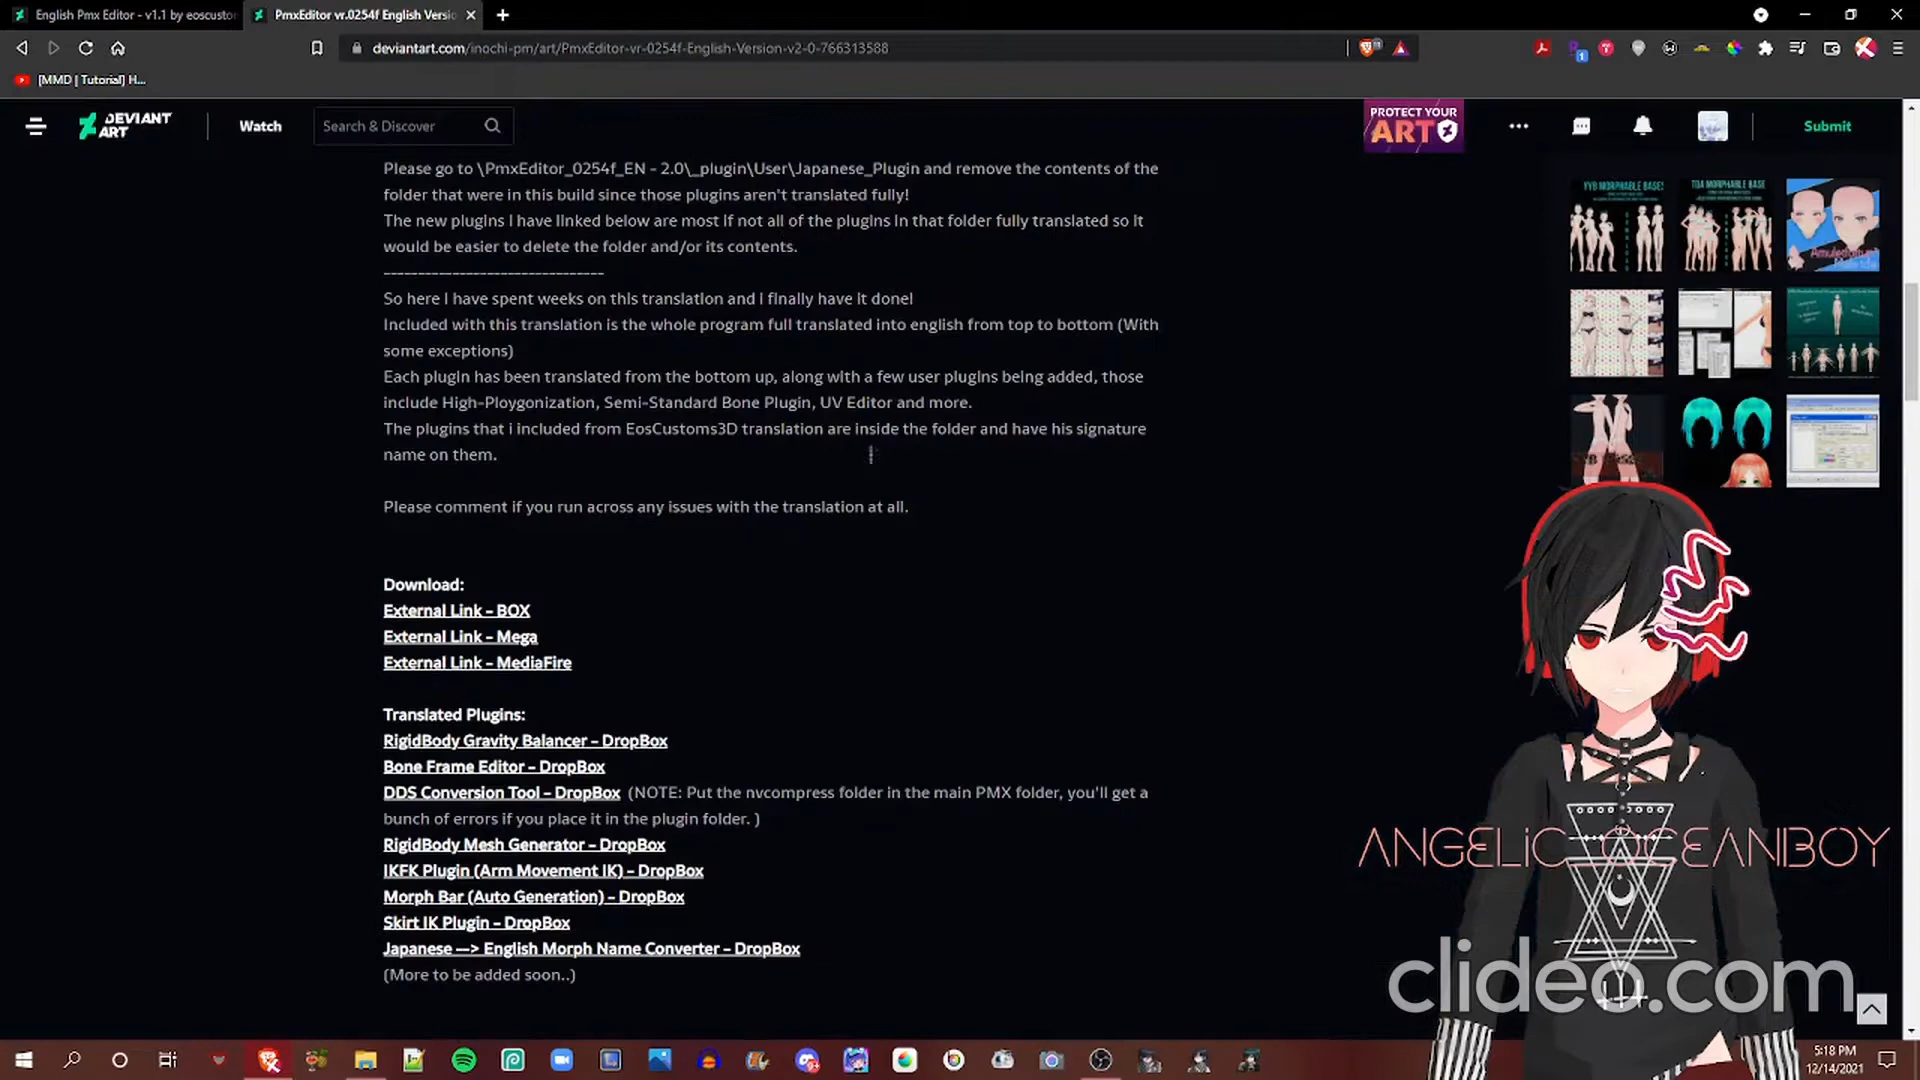 English Pmx Editor - v1.1 by eoscustor
PmxEditor vr.0254f English Versic
deviantart.com/inochi-pm/art/PmxEditor-vr-0254f-English-Version-v2-0-766313588
[MMD | Tutorial] H...
DEVIANT ART
Watch
Search & Discover
PROTECT YOUR ART
Submit
Please go to \PmxEditor_0254f_EN - 2.0\_plugin\User\Japanese_Plugin and remove the contents of the
folder that were in this build since those plugins aren't translated fully!
The new plugins I have linked below are most if not all of the plugins in that folder fully translated so it
would be easier to delete the folder and/or its contents.
--------------------------------
So here I have spent weeks on this translation and I finally have it done!
Included with this translation is the whole program full translated into english from top to bottom (With
some exceptions)
Each plugin has been translated from the bottom up, along with a few user plugins being added, those
include High-Ploygonization, Semi-Standard Bone Plugin, UV Editor and more.
The plugins that i included from EosCustoms3D translation are inside the folder and have his signature
name on them.
Please comment if you run across any issues with the translation at all.
Download:
External Link - BOX
External Link - Mega
External Link - MediaFire
Translated Plugins:
RigidBody Gravity Balancer - DropBox
Bone Frame Editor - DropBox
DDS Conversion Tool - DropBox (NOTE: Put the nvcompress folder in the main PMX folder, you'll get a
bunch of errors if you place it in the plugin folder. )
RigidBody Mesh Generator - DropBox
IKFK Plugin (Arm Movement IK) - DropBox
Morph Bar (Auto Generation) - DropBox
Skirt IK Plugin - DropBox
Japanese ---> English Morph Name Converter - DropBox
(More to be added soon..)
YYB MORPHABLE BASE!
TDA MORPHABLE BASE
ANGELIC OCEANBOY
clideo.com
5:18 PM
12/14/2021